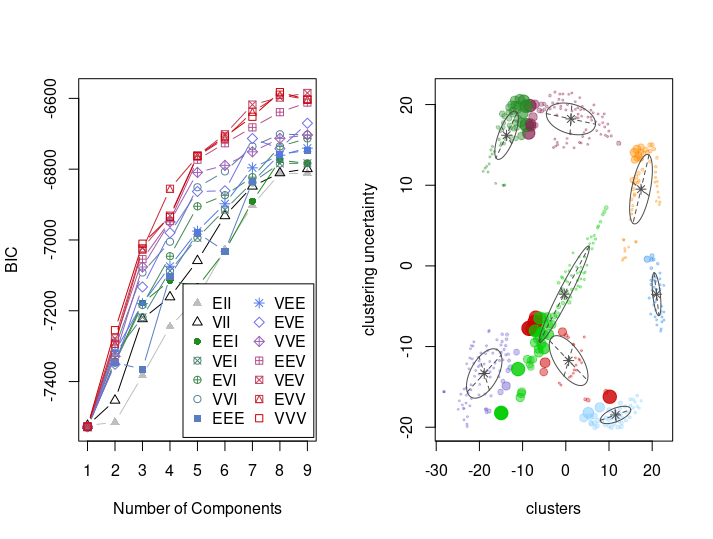 -6600
-6800
-7000
-7200
-7400
BIC
1 2 3 4 5 6 7 8 9
Number of Components
EII
VII
EEI
VEI
EVI
VVI
EEE
VEE
EVE
VVE
EEV
VEV
EVV
VVV
20
10
0
-10
-20
clustering uncertainty
-30 -20 -10 0 10 20
clusters